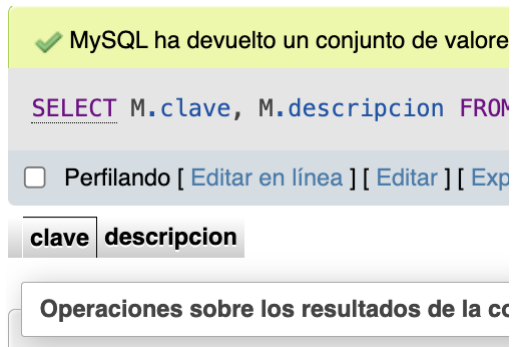 MySQL ha devuelto un conjunto de valore
SELECT M.clave, M.descripcion FROM
Perfilando [ Editar en línea ] [ Editar ] [ Exp
clave descripcion
Operaciones sobre los resultados de la co